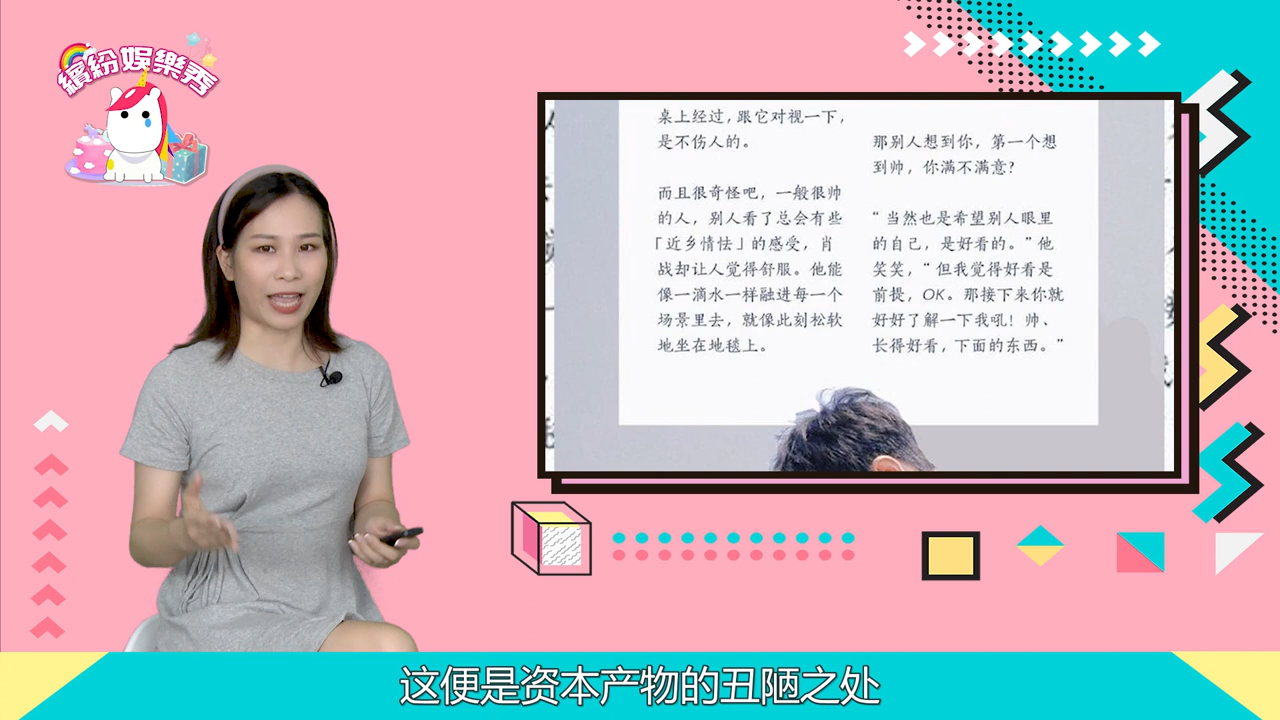 繽紛娛樂秀
桌上经过，跟它对视一下，
是不伤人的。
而且很奇怪吧，一般很帅
的人，别人看了总会有些
「近乡情怯」的感受，肖
战却让人觉得舒服。他能
像一滴水一样融进每一个
场景里去，就像此刻松软
地坐在地毯上。
那别人想到你，第一个想
到帅，你满不满意？
“当然也是希望别人眼里
的自己，是好看的。”他
笑笑，“但我觉得好看是
前提，OK。那接下来你就
好好了解一下我吼！帅、
长得好看，下面的东西。”
这便是资本产物的丑陋之处